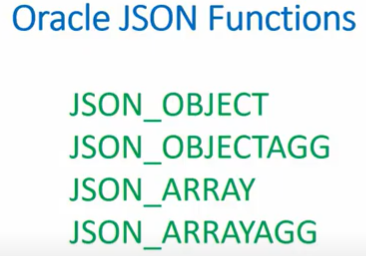 Oracle JSON Functions
JSON_OBJECT
JSON_OBJECTAGG
JSON_ARRAY
JSON_ARRAYAGG